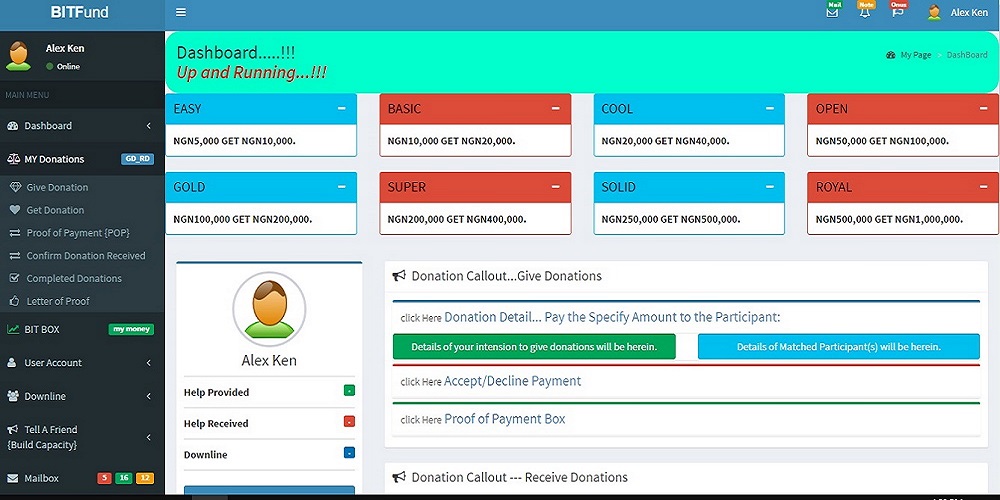 BITFund
Mail
Note
Onus
Alex Ken
Alex Ken
Online
MAIN MENU
Dashboard
MY Donations GD_RD
Give Donation
Get Donation
Proof of Payment {POP}
Confirm Donation Received
Completed Donations
Letter of Proof
BIT BOX my money
User Account
Downline
Tell A Friend
{Build Capacity}
Mailbox 5 16 12
Dashboard.....!!!
Up and Running...!!!
My Page > DashBoard
EASY
NGN5,000 GET NGN10,000.
BASIC
NGN10,000 GET NGN20,000.
COOL
NGN20,000 GET NGN40,000.
OPEN
NGN50,000 GET NGN100,000.
GOLD
NGN100,000 GET NGN200,000.
SUPER
NGN200,000 GET NGN400,000.
SOLID
NGN250,000 GET NGN500,000.
ROYAL
NGN500,000 GET NGN1,000,000.
Alex Ken
Help Provided -
Help Received -
Downline -
Donation Callout...Give Donations
click Here Donation Detail... Pay the Specify Amount to the Participant:
Details of your intension to give donations will be herein.
Details of Matched Participant(s) will be herein.
click Here Accept/Decline Payment
click Here Proof of Payment Box
Donation Callout --- Receive Donations